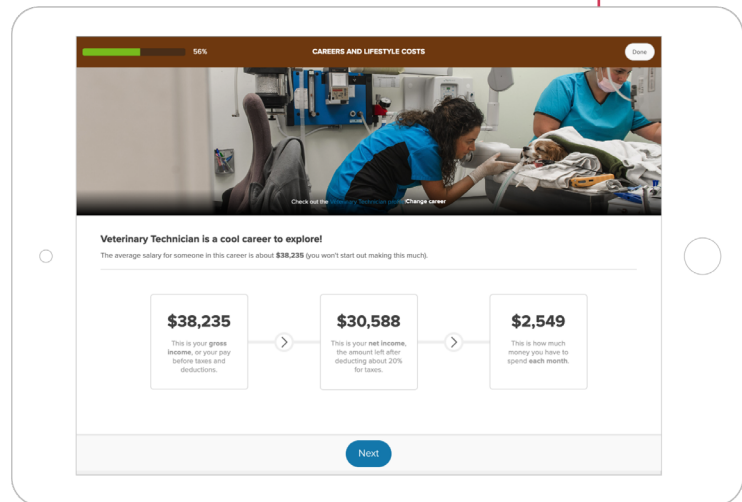 56%
CAREERS AND LIFESTYLE COSTS
Done
Check out the Veterinary Technician Change career
Veterinary Technician is a cool career to explore!
The average salary for someone in this career is about $38,235 (you won't start out making this much).
$38,235
This is your gross
income, or your pay
before taxes and
deductions.
$30,588
This is your net income,
the amount left after
deducting about 20%
for taxes.
$2,549
This is how much
money you have to
spend each month.
Next